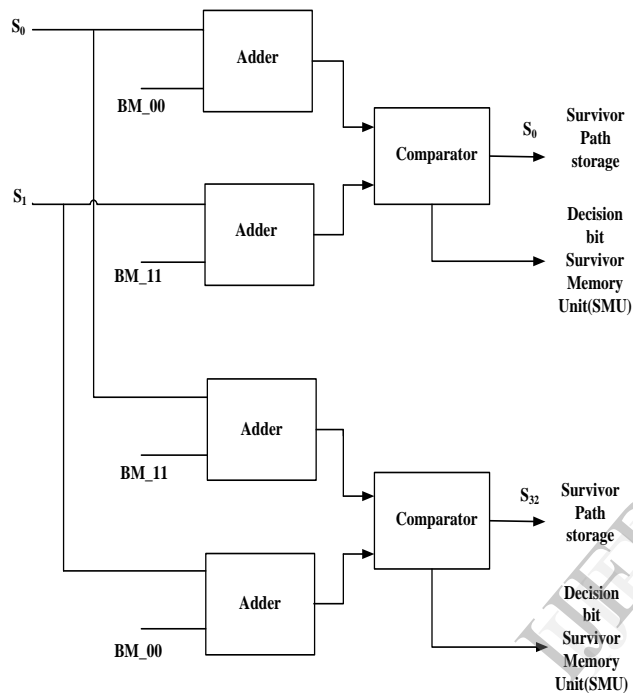 S0
Adder
BM_00
Comparator
S0
Survivor
Path
storage
S1
Adder
BM_11
Decision
bit
Survivor
Memory
Unit(SMU)
Adder
BM_11
Comparator
S32
Survivor
Path
storage
Adder
BM_00
Decision
bit
Survivor
Memory
Unit(SMU)